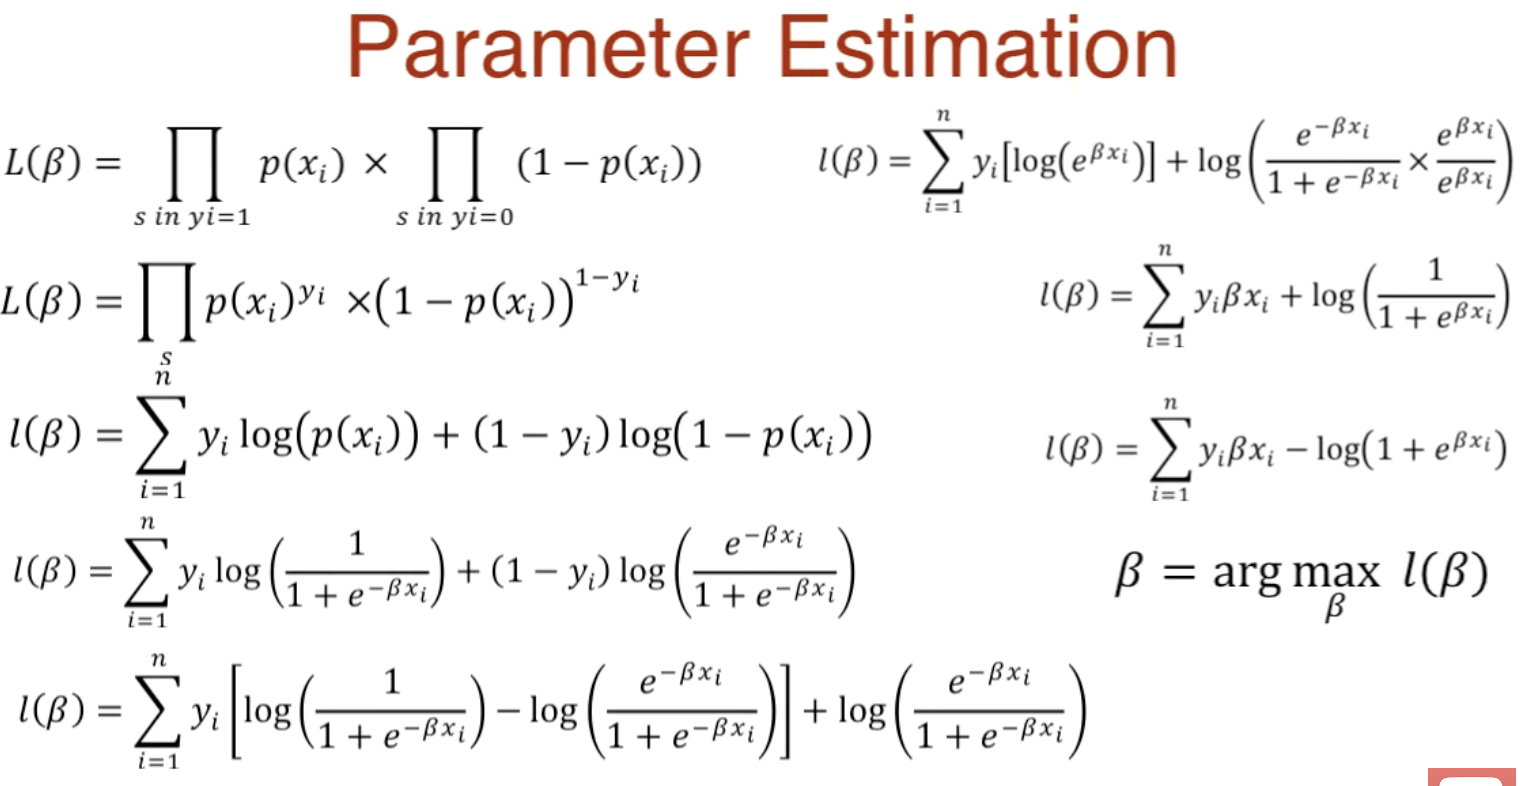 Parameter Estimation
L(β) = ∏_{s in yi=1} p(x_i) × ∏_{s in yi=0} (1 − p(x_i))
L(β) = ∏_s p(x_i)^{y_i} × (1 − p(x_i))^{1−y_i}
l(β) = ∑_{i=1}^{n} y_i log(p(x_i)) + (1 − y_i) log(1 − p(x_i))
l(β) = ∑_{i=1}^{n} y_i log(1 / (1 + e^{−βx_i})) + (1 − y_i) log(e^{−βx_i} / (1 + e^{−βx_i}))
l(β) = ∑_{i=1}^{n} y_i [log(1 / (1 + e^{−βx_i})) − log(e^{−βx_i} / (1 + e^{−βx_i}))] + log(e^{−βx_i} / (1 + e^{−βx_i}))
l(β) = ∑_{i=1}^{n} y_i[log(e^{βx_i})] + log(e^{−βx_i} / (1 + e^{−βx_i}) × e^{βx_i} / e^{βx_i})
l(β) = ∑_{i=1}^{n} y_iβx_i + log(1 / (1 + e^{βx_i}))
l(β) = ∑_{i=1}^{n} y_iβx_i − log(1 + e^{βx_i})
β = arg max_β l(β)